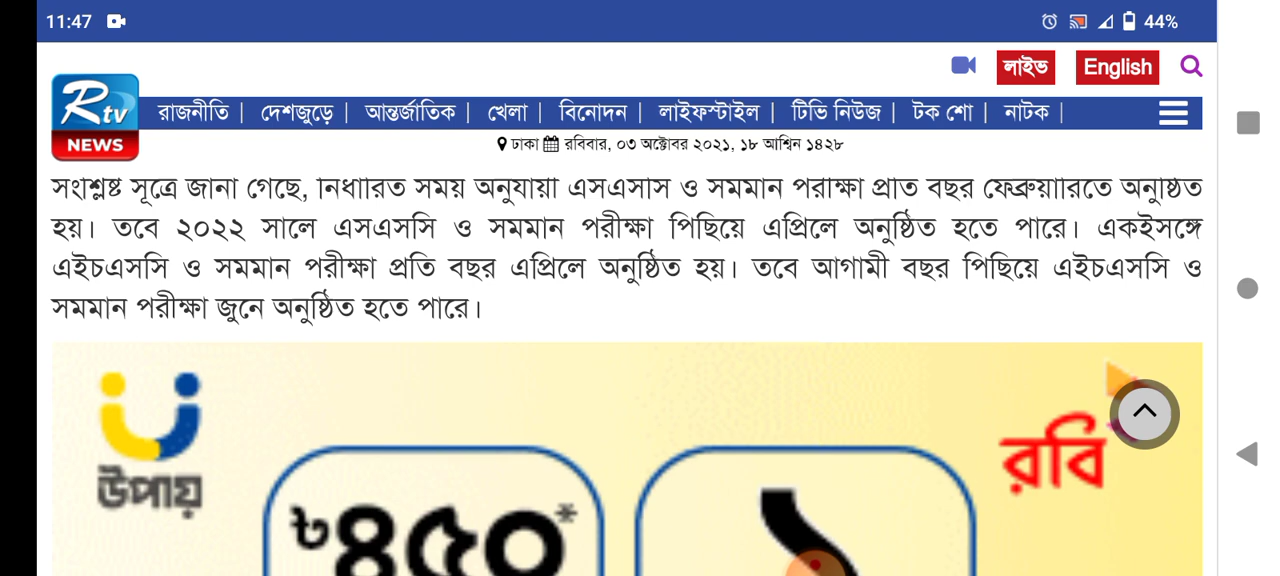 11:47 44%
লাইভ English
Rtv
NEWS
রাজনীতি | দেশজুড়ে | আন্তর্জাতিক | খেলা | বিনোদন | লাইফস্টাইল | টিভি নিউজ | টক শো | নাটক |
ঢাকা রবিবার, ০৩ অক্টোবর ২০২১, ১৮ আশ্বিন ১৪২৮
সংশ্লিষ্ট সূত্রে জানা গেছে, নির্ধারিত সময় অনুযায়ী এসএসসি ও সমমান পরীক্ষা প্রতি বছর ফেব্রুয়ারিতে অনুষ্ঠিত
হয়। তবে ২০২২ সালে এসএসসি ও সমমান পরীক্ষা পিছিয়ে এপ্রিলে অনুষ্ঠিত হতে পারে। একইসঙ্গে
এইচএসসি ও সমমান পরীক্ষা প্রতি বছর এপ্রিলে অনুষ্ঠিত হয়। তবে আগামী বছর পিছিয়ে এইচএসসি ও
সমমান পরীক্ষা জুনে অনুষ্ঠিত হতে পারে।
উপায়
রবি
৳৪৫০*
১